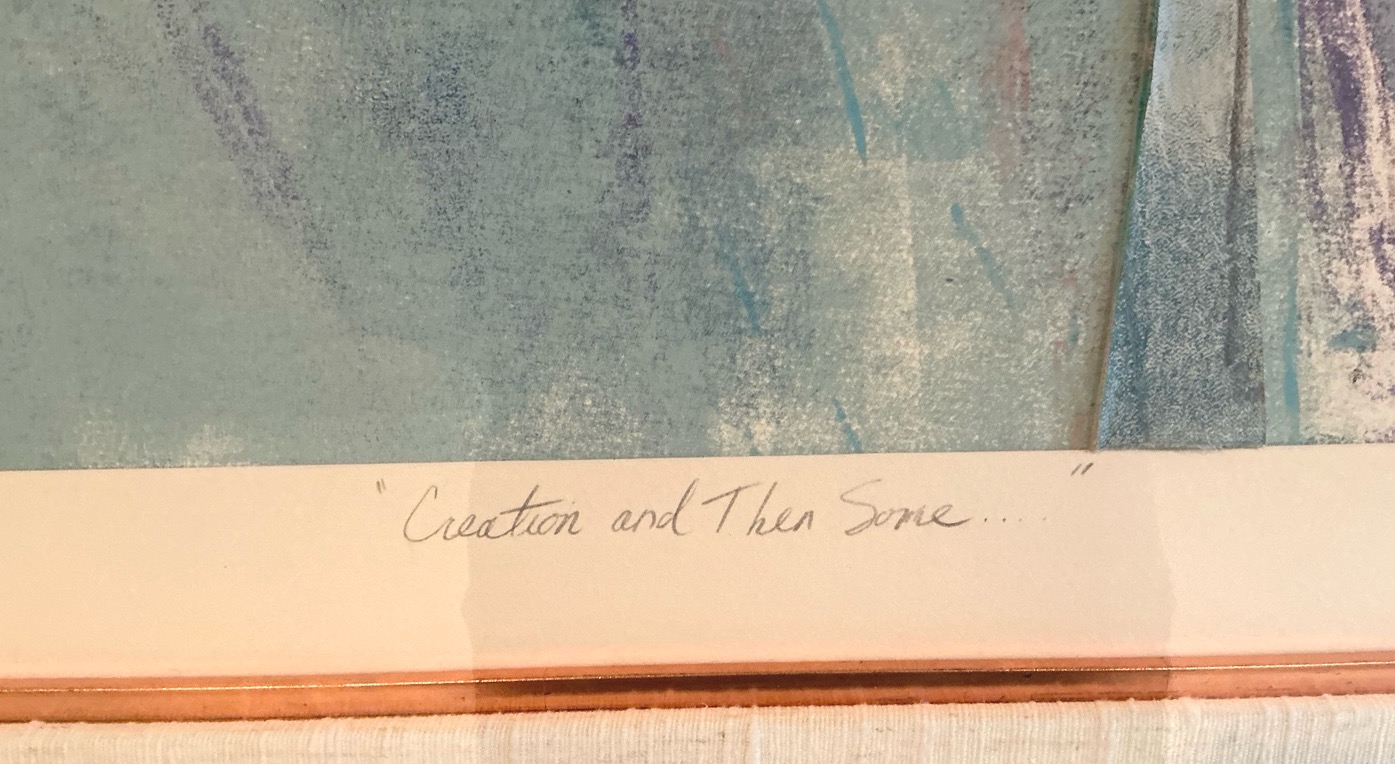 "Creation and Then Some....."